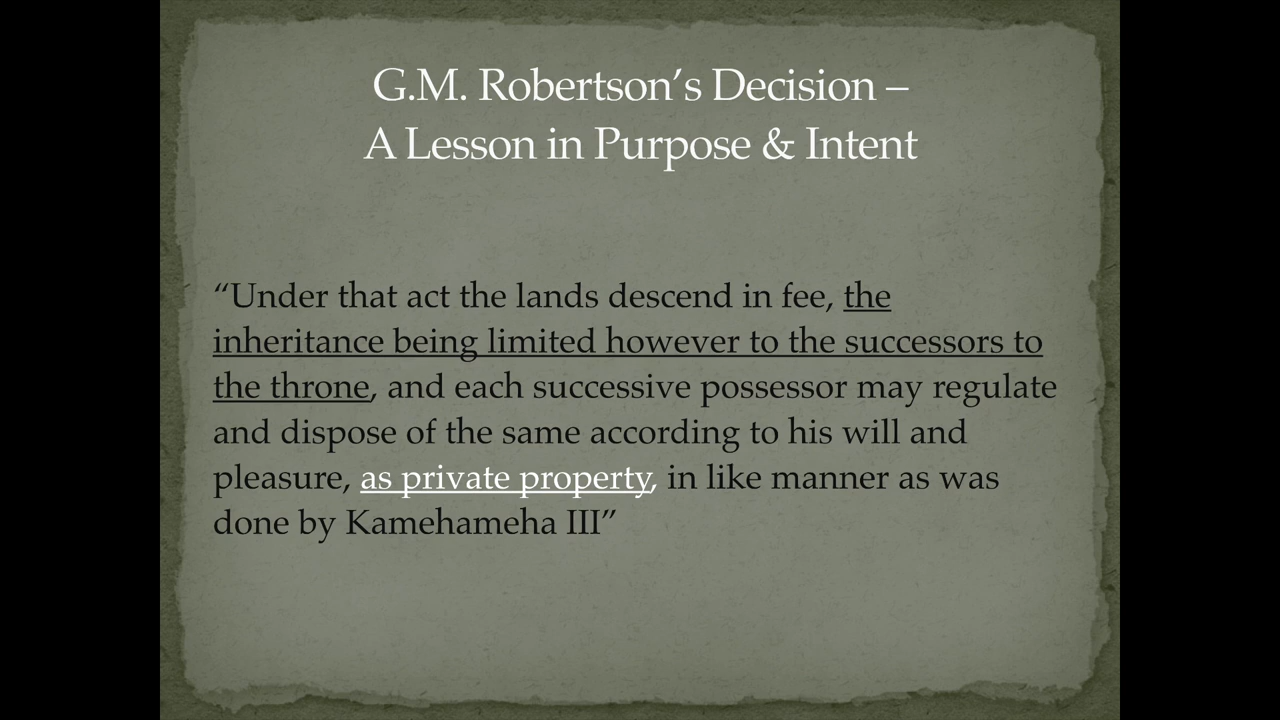 G.M. Robertson’s Decision –
A Lesson in Purpose & Intent
“Under that act the lands descend in fee, the
inheritance being limited however to the successors to
the throne, and each successive possessor may regulate
and dispose of the same according to his will and
pleasure, as private property, in like manner as was
done by Kamehameha III”